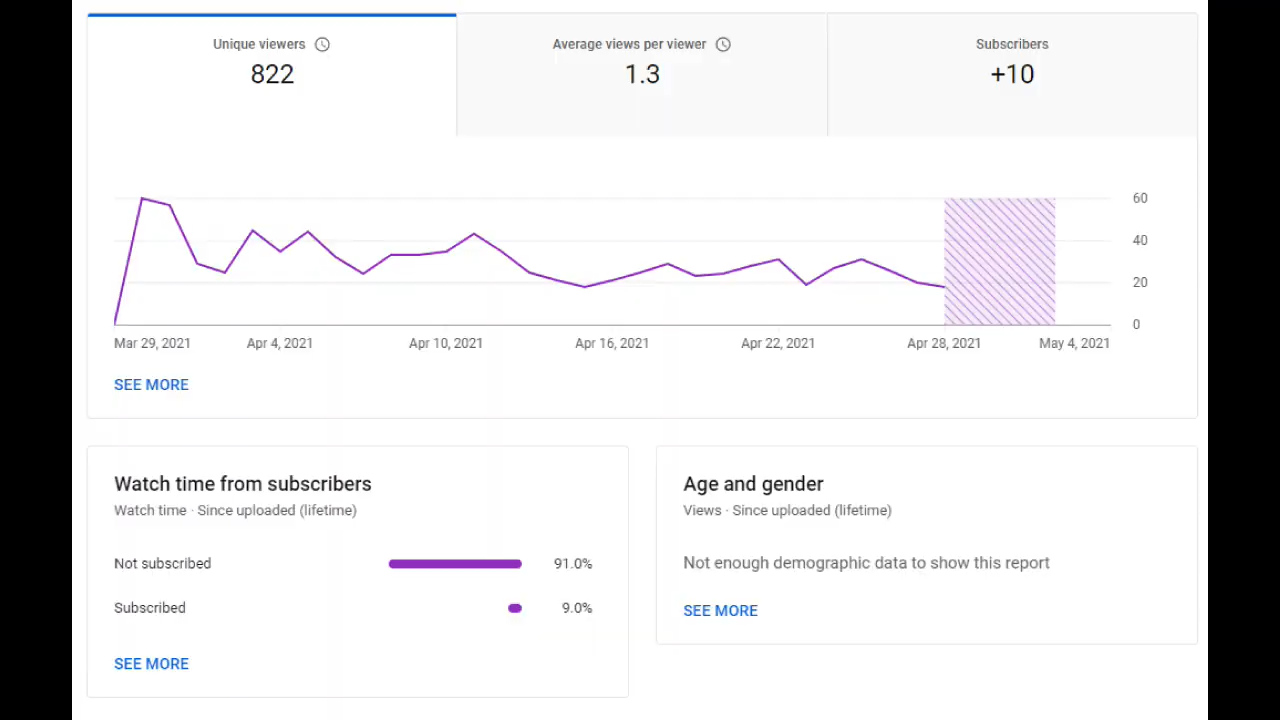 Unique viewers
822
Average views per viewer
1.3
Subscribers
+10
60
40
20
0
Mar 29, 2021 Apr 4, 2021 Apr 10, 2021 Apr 16, 2021 Apr 22, 2021 Apr 28, 2021 May 4, 2021
SEE MORE
Watch time from subscribers
Watch time · Since uploaded (lifetime)
Not subscribed 91.0%
Subscribed 9.0%
SEE MORE
Age and gender
Views · Since uploaded (lifetime)
Not enough demographic data to show this report
SEE MORE